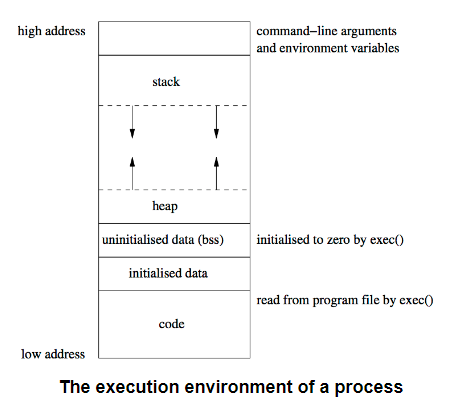 high address
command–line arguments
and environment variables
stack
heap
uninitialised data (bss)
initialised to zero by exec()
initialised data
read from program file by exec()
code
low address
The execution environment of a process